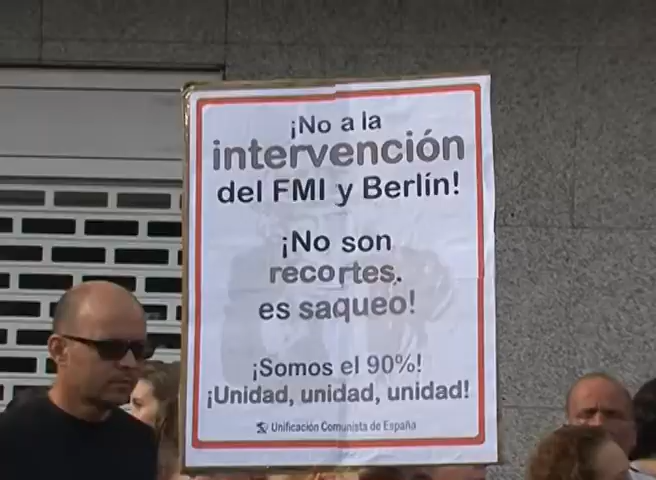 ¡No a la
intervención
del FMI y Berlín!
¡No son
recortes.
es saqueo!
¡Somos el 90%!
¡Unidad, unidad, unidad!
Unificación Comunista de España